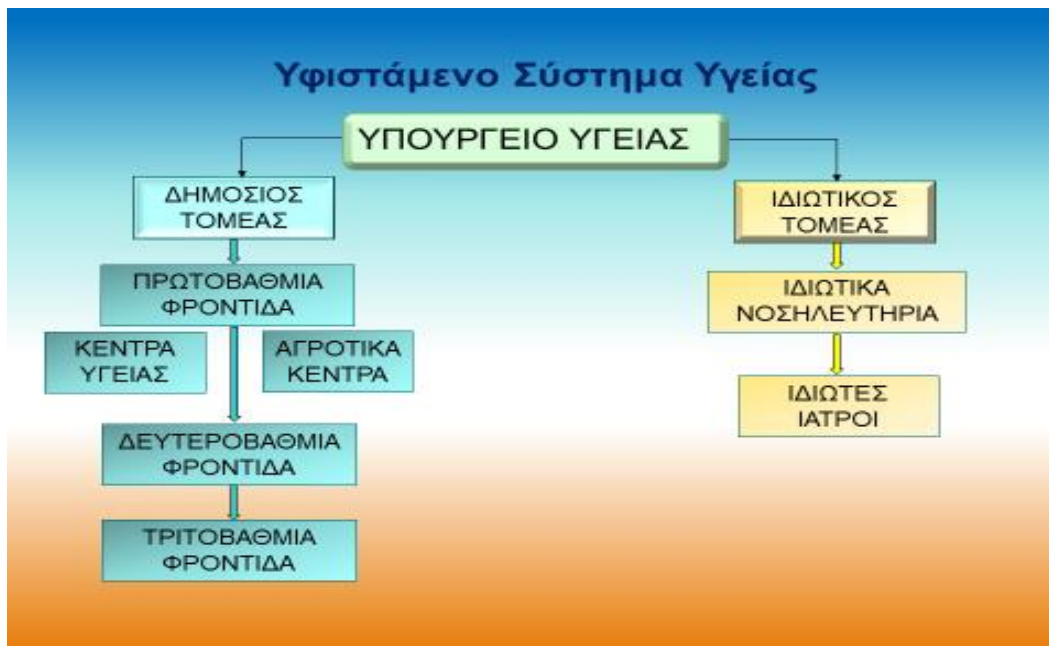 Υφιστάμενο Σύστημα Υγείας
ΥΠΟΥΡΓΕΙΟ ΥΓΕΙΑΣ
ΔΗΜΟΣΙΟΣ
ΤΟΜΕΑΣ
ΠΡΩΤΟΒΑΘΜΙΑ
ΦΡΟΝΤΙΔΑ
ΚΕΝΤΡΑ
ΥΓΕΙΑΣ
ΑΓΡΟΤΙΚΑ
ΚΕΝΤΡΑ
ΔΕΥΤΕΡΟΒΑΘΜΙΑ
ΦΡΟΝΤΙΔΑ
ΤΡΙΤΟΒΑΘΜΙΑ
ΦΡΟΝΤΙΔΑ
ΙΔΙΩΤΙΚΟΣ
ΤΟΜΕΑΣ
ΙΔΙΩΤΙΚΑ
ΝΟΣΗΛΕΥΤΗΡΙΑ
ΙΔΙΩΤΕΣ
ΙΑΤΡΟΙ